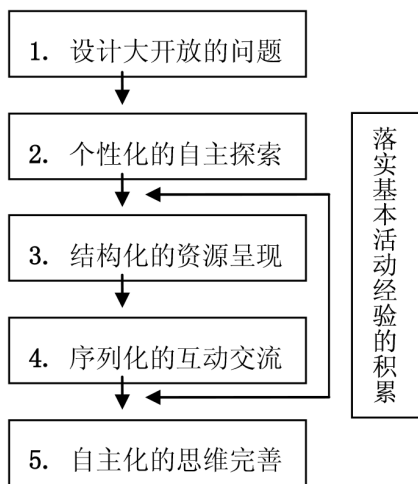 1. 设计大开放的问题
2. 个性化的自主探索
3. 结构化的资源呈现
4. 序列化的互动交流
5. 自主化的思维完善
落实基本活动经验的积累